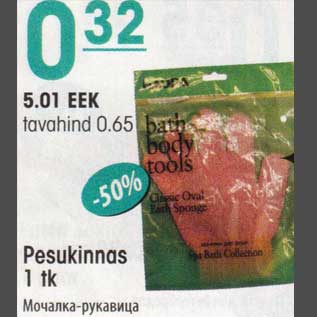 0 32
5.01 EEK
tavahind 0.65
-50%
bath
body
tools
Classic Oval
Bath Sponge
Spa Bath Collection
Pesukinnas
1 tk
Мочалка-рукавица